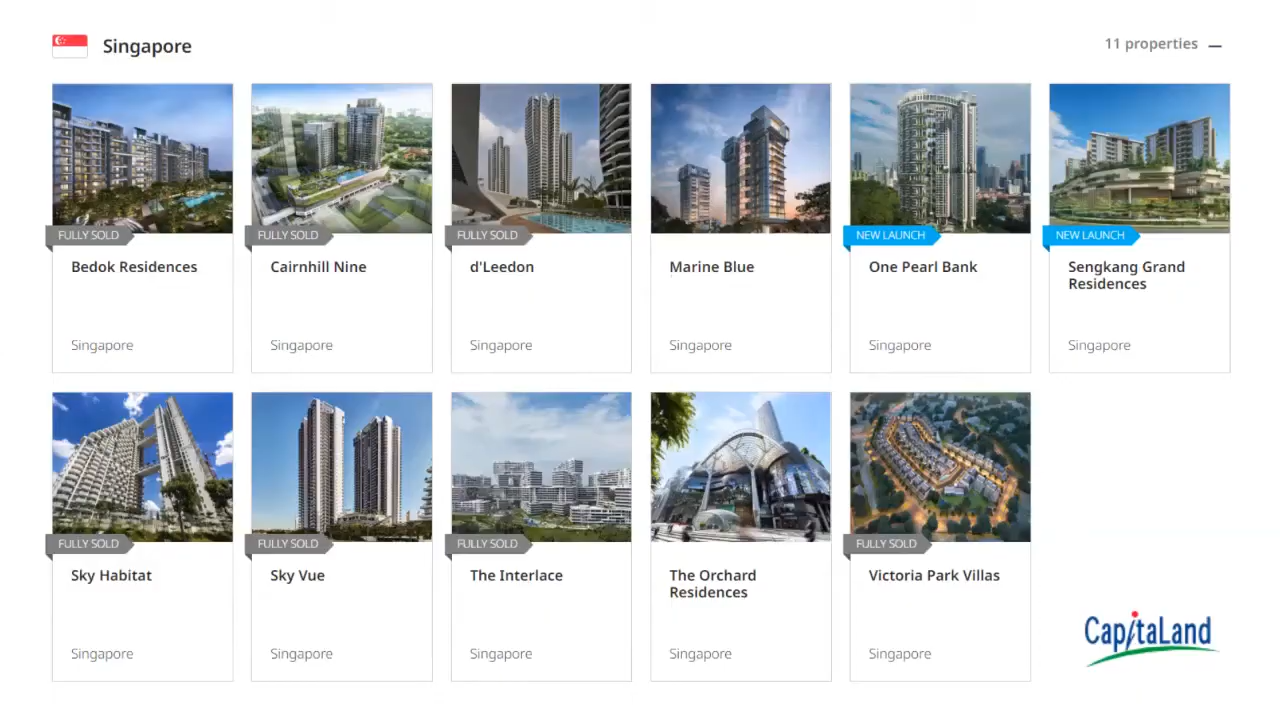 Singapore
11 properties
FULLY SOLD
FULLY SOLD
FULLY SOLD
NEW LAUNCH
NEW LAUNCH
Bedok Residences
Cairnhill Nine
d'Leedon
Marine Blue
One Pearl Bank
Sengkang Grand
Residences
Singapore
Singapore
Singapore
Singapore
Singapore
Singapore
FULLY SOLD
FULLY SOLD
FULLY SOLD
FULLY SOLD
Sky Habitat
Sky Vue
The Interlace
The Orchard
Residences
Victoria Park Villas
Singapore
Singapore
Singapore
Singapore
Singapore
CapitaLand